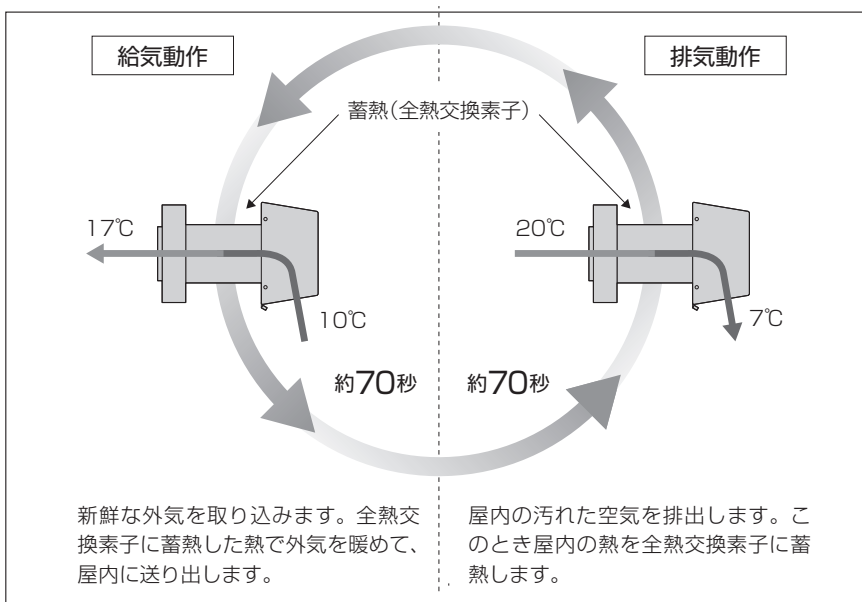 給気動作
排気動作
蓄熱(全熱交換素子)
17℃
10℃
20℃
7℃
約70秒
約70秒
新鮮な外気を取り込みます。全熱交
換素子に蓄熱した熱で外気を暖めて、
屋内に送り出します。
屋内の汚れた空気を排出します。こ
のとき屋内の熱を全熱交換素子に蓄
熱します。